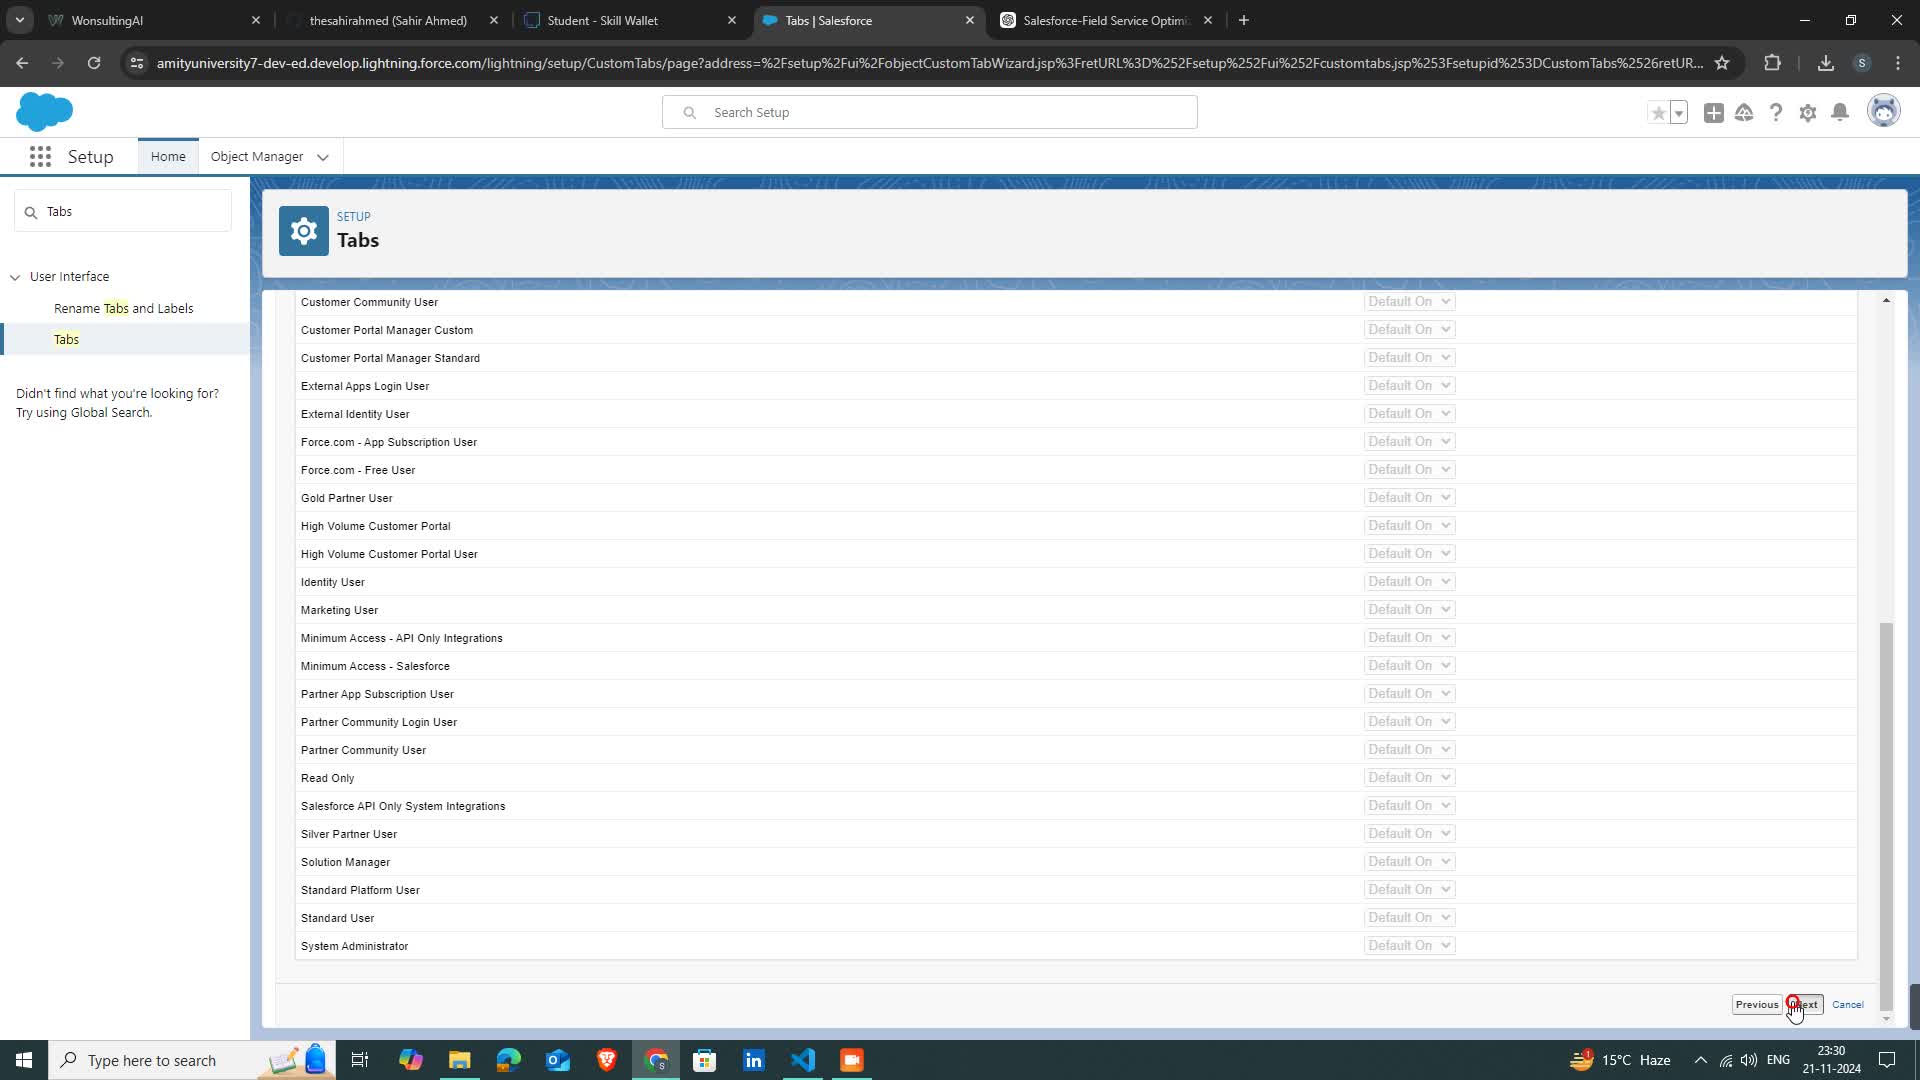 WonsultingAI
thesahirahmed (Sahir Ahmed)
Student - Skill Wallet
Tabs | Salesforce
Salesforce-Field Service Optimi
amityuniversity7-dev-ed.develop.lightning.force.com/lightning/setup/CustomTabs/page?address=%2Fsetup%2Fui%2FobjectCustomTabWizard.jsp%3FretURL%3D%252Fsetup%252Fui%252Fcustomtabs.jsp%253Fsetupid%253DCustomTabs%2526retUR...
S
Search Setup
Setup
Home
Object Manager
Tabs
User Interface
Rename Tabs and Labels
Tabs
Didn't find what you're looking for?
Try using Global Search.
SETUP
Tabs
Customer Community User Default On
Customer Portal Manager Custom Default On
Customer Portal Manager Standard Default On
External Apps Login User Default On
External Identity User Default On
Force.com - App Subscription User Default On
Force.com - Free User Default On
Gold Partner User Default On
High Volume Customer Portal Default On
High Volume Customer Portal User Default On
Identity User Default On
Marketing User Default On
Minimum Access - API Only Integrations Default On
Minimum Access - Salesforce Default On
Partner App Subscription User Default On
Partner Community Login User Default On
Partner Community User Default On
Read Only Default On
Salesforce API Only System Integrations Default On
Silver Partner User Default On
Solution Manager Default On
Standard Platform User Default On
Standard User Default On
System Administrator Default On
Previous Next Cancel
Type here to search
1
15°C Haze
ENG
23:30
21-11-2024